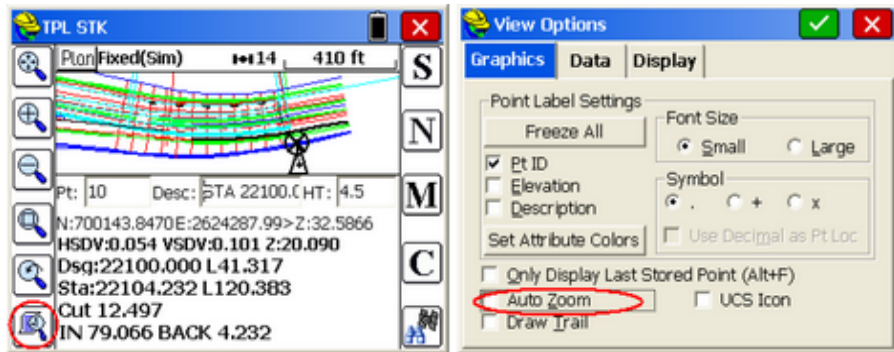 TPL STK
Plan Fixed(Sim) 14 410 ft
S
N
Pt: 10 Desc: STA 22100.( HT: 4.5
M
N:700143.8470 E:2624287.99> Z:32.5866
HSDV:0.054 VSDV:0.101 Z:20.090
Dsg:22100.000 L41.317
C
Sta:22104.232 L120.383
Cut 12.497
IN 79.066 BACK 4.232
View Options
Graphics Data Display
Point Label Settings
Freeze All
Font Size
Small Large
Pt ID
Elevation
Description
Symbol
. + x
Set Attribute Colors
Use Decimal as Pt Loc
Only Display Last Stored Point (Alt+F)
Auto Zoom UCS Icon
Draw Trail